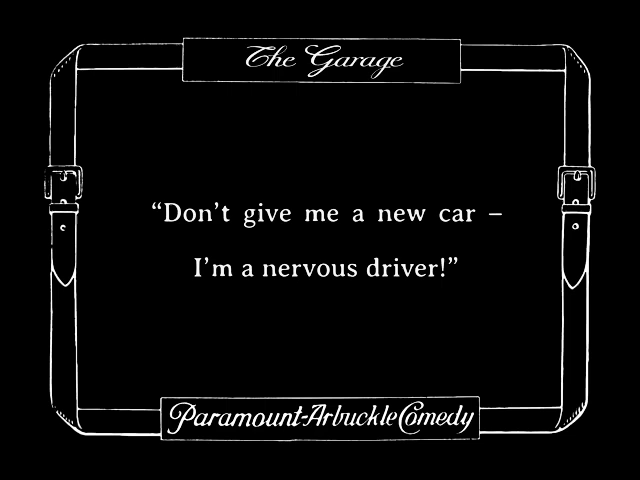 The Garage
“Don’t give me a new car –
I’m a nervous driver!”
Paramount-Arbuckle Comedy